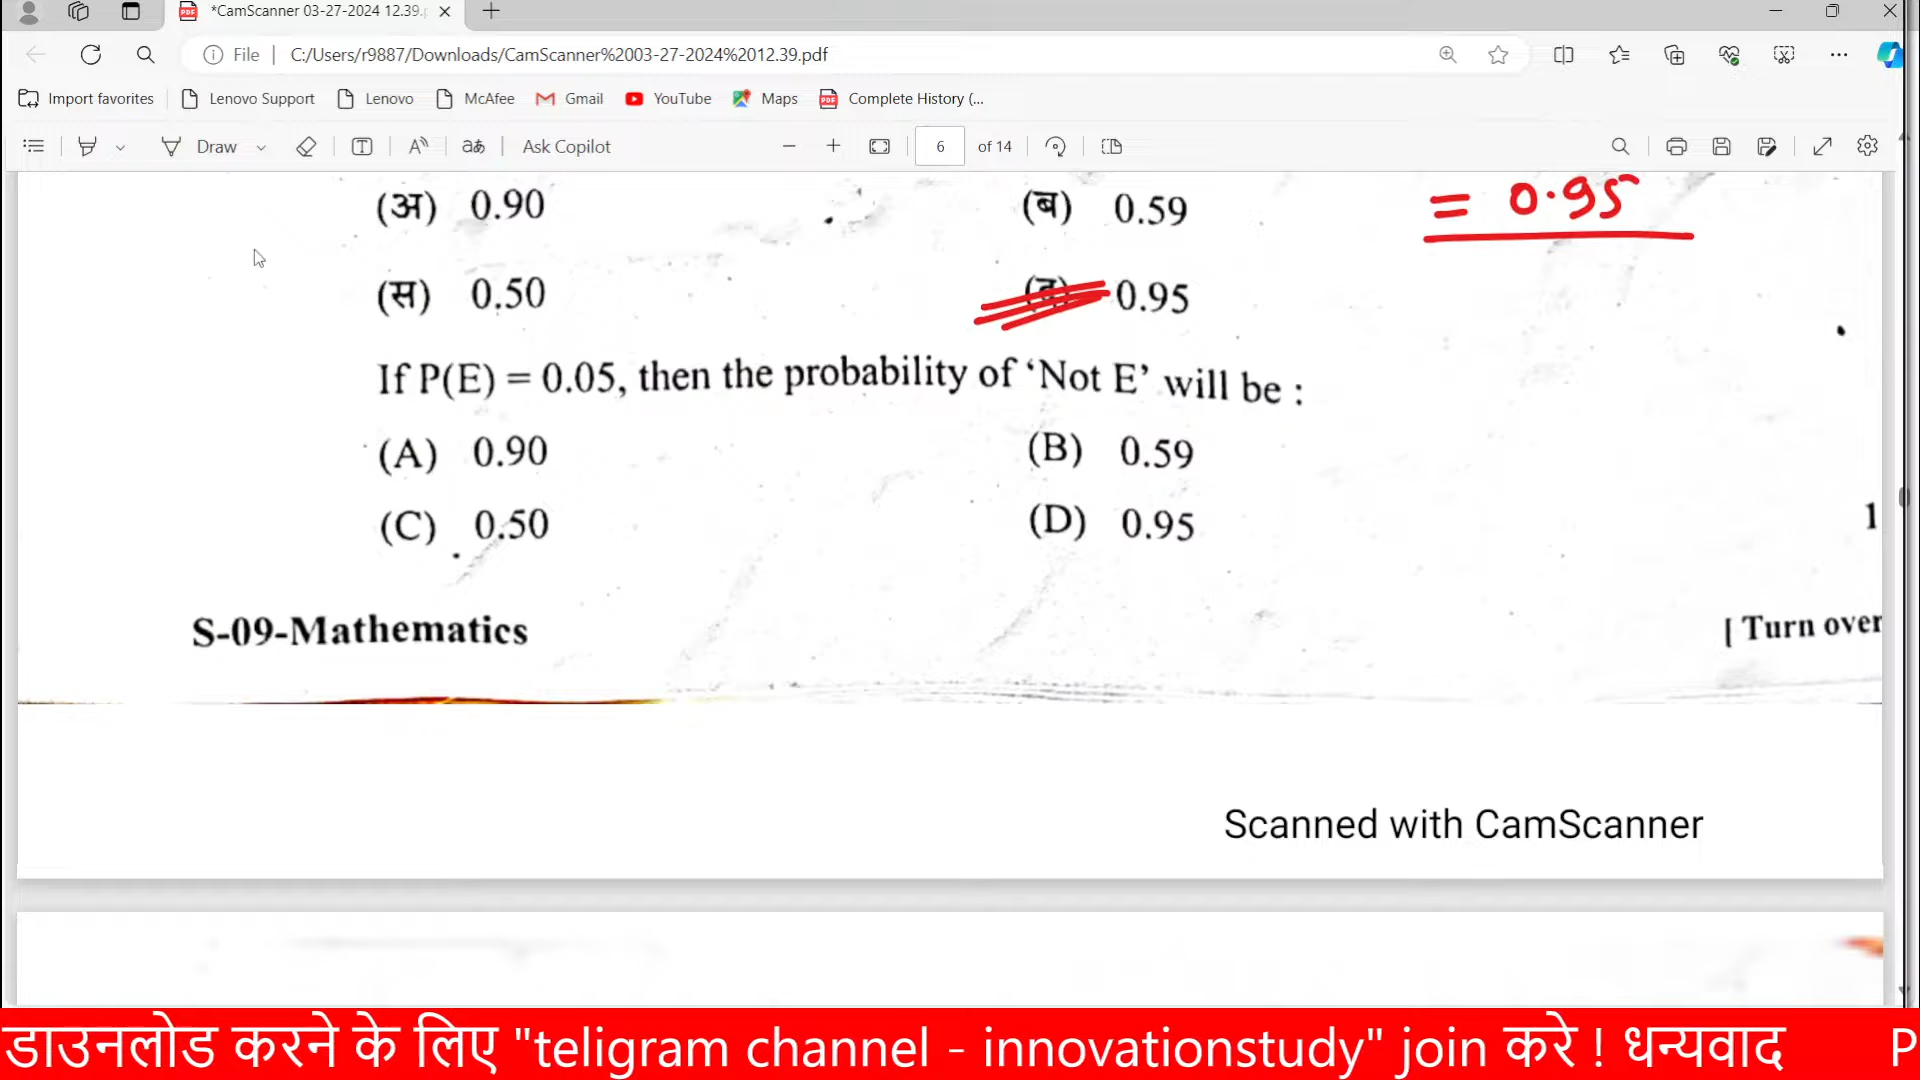 *CamScanner 03-27-2024 12.39.
File C:/Users/r9887/Downloads/CamScanner%2003-27-2024%2012.39.pdf
Import favorites Lenovo Support Lenovo McAfee Gmail YouTube Maps Complete History (...
Draw Ask Copilot 6 of 14
(अ) 0.90 (ब) 0.59 = 0.95
(स) 0.50 (द) 0.95
If P(E) = 0.05, then the probability of ‘Not E’ will be :
(A) 0.90 (B) 0.59
(C) 0.50 (D) 0.95 1
S-09-Mathematics [ Turn over
Scanned with CamScanner
डाउनलोड करने के लिए "teligram channel - innovationstudy" join करे ! धन्यवाद P